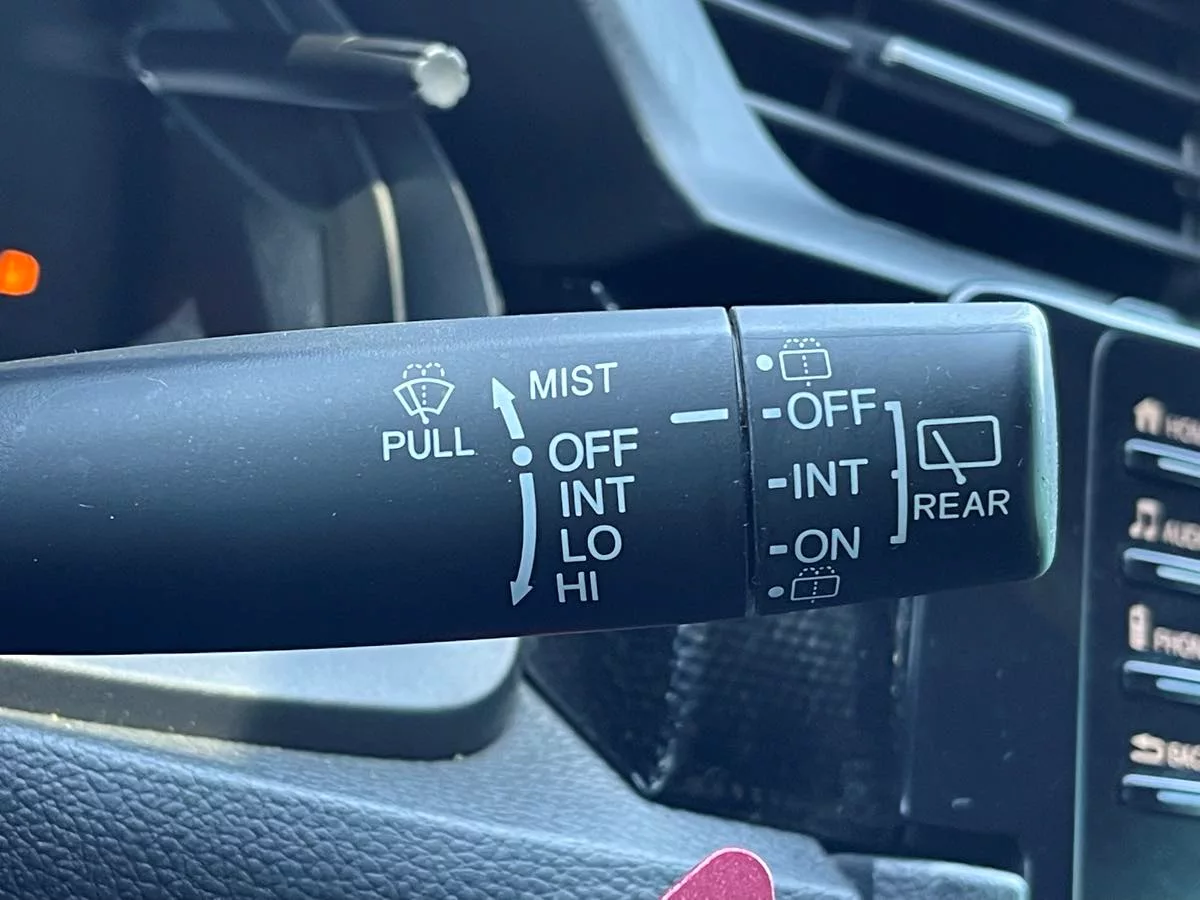 MIST
PULL
OFF
INT
LO
HI
OFF
INT
ON
REAR